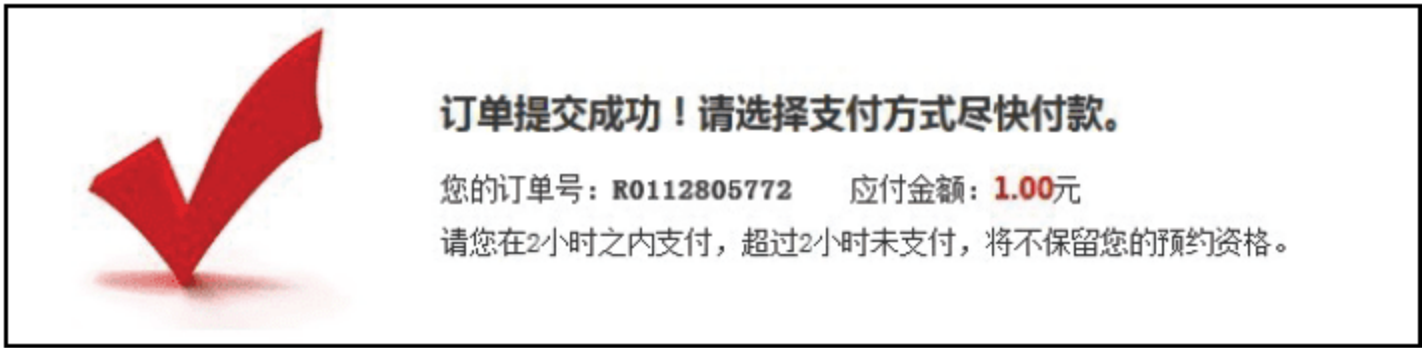 订单提交成功！请选择支付方式尽快付款。
您的订单号：R0112805772 应付金额：1.00元
请您在2小时之内支付，超过2小时未支付，将不保留您的预约资格。